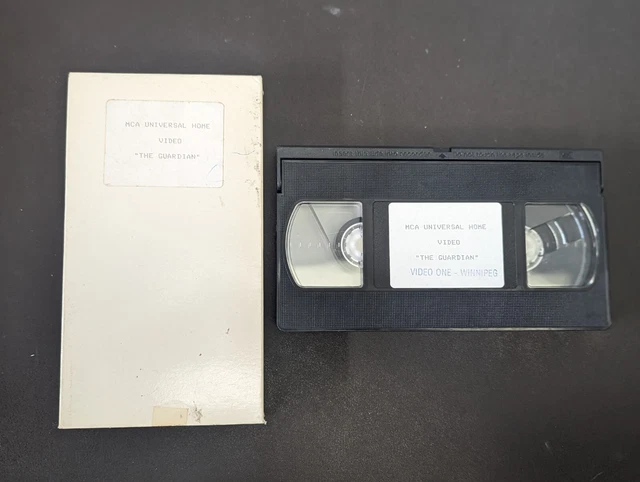 MCA UNIVERSAL HOME
VIDEO
"THE GUARDIAN"
MCA UNIVERSAL HOME
VIDEO
"THE GUARDIAN"
VIDEO ONE - WINNIPEG